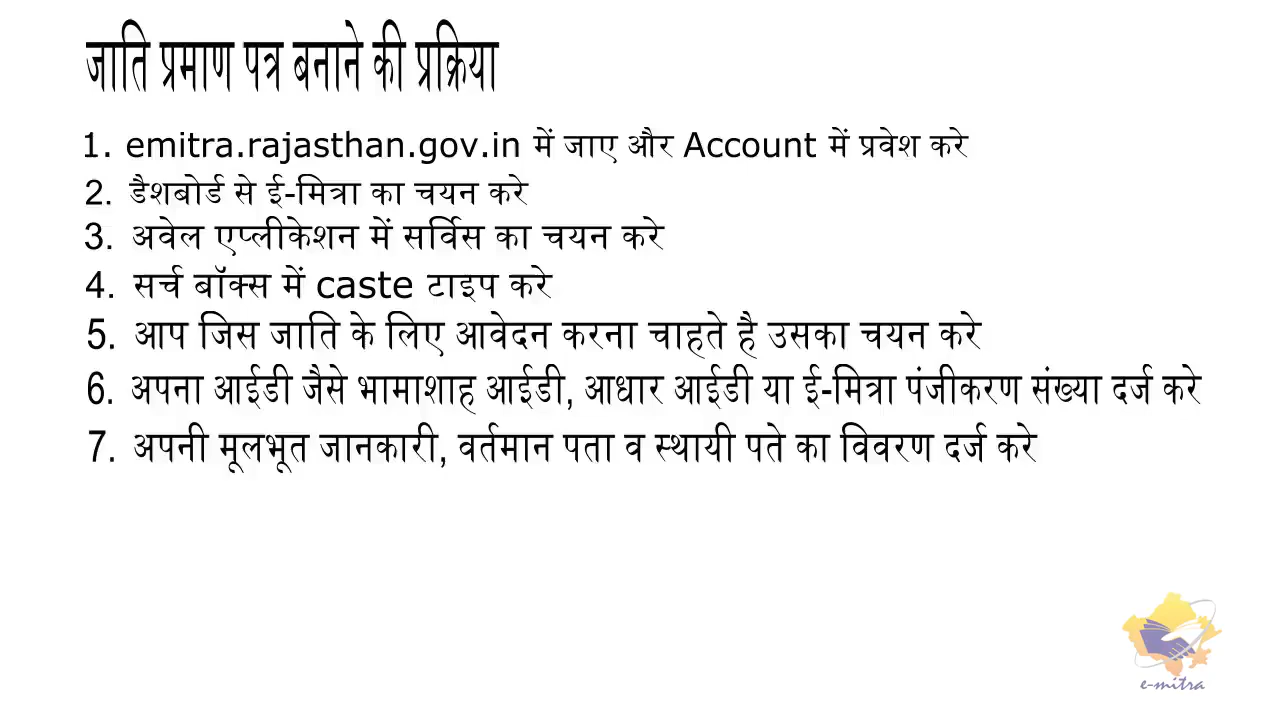 जाति प्रमाण पत्र बनाने की प्रक्रिया
1. emitra.rajasthan.gov.in में जाए और Account में प्रवेश करे
2. डैशबोर्ड से ई-मित्रा का चयन करे
3. अवेल एप्लीकेशन में सर्विस का चयन करे
4. सर्च बॉक्स में caste टाइप करे
5. आप जिस जाति के लिए आवेदन करना चाहते है उसका चयन करे
6. अपना आईडी जैसे भामाशाह आईडी, आधार आईडी या ई-मित्रा पंजीकरण संख्या दर्ज करे
7. अपनी मूलभूत जानकारी, वर्तमान पता व स्थायी पते का विवरण दर्ज करे
e-mitra